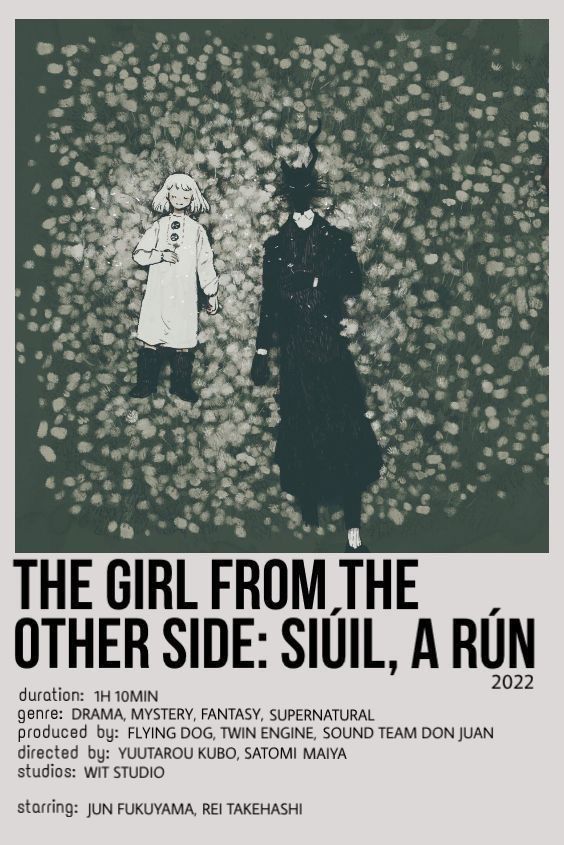 THE GIRL FROM THE
OTHER SIDE: SIÚIL, A RÚN
2022
duration: 1H 10MIN
genre: DRAMA, MYSTERY, FANTASY, SUPERNATURAL
produced by: FLYING DOG, TWIN ENGINE, SOUND TEAM DON JUAN
directed by: YUUTAROU KUBO, SATOMI MAIYA
studios: WIT STUDIO
starring: JUN FUKUYAMA, REI TAKEHASHI